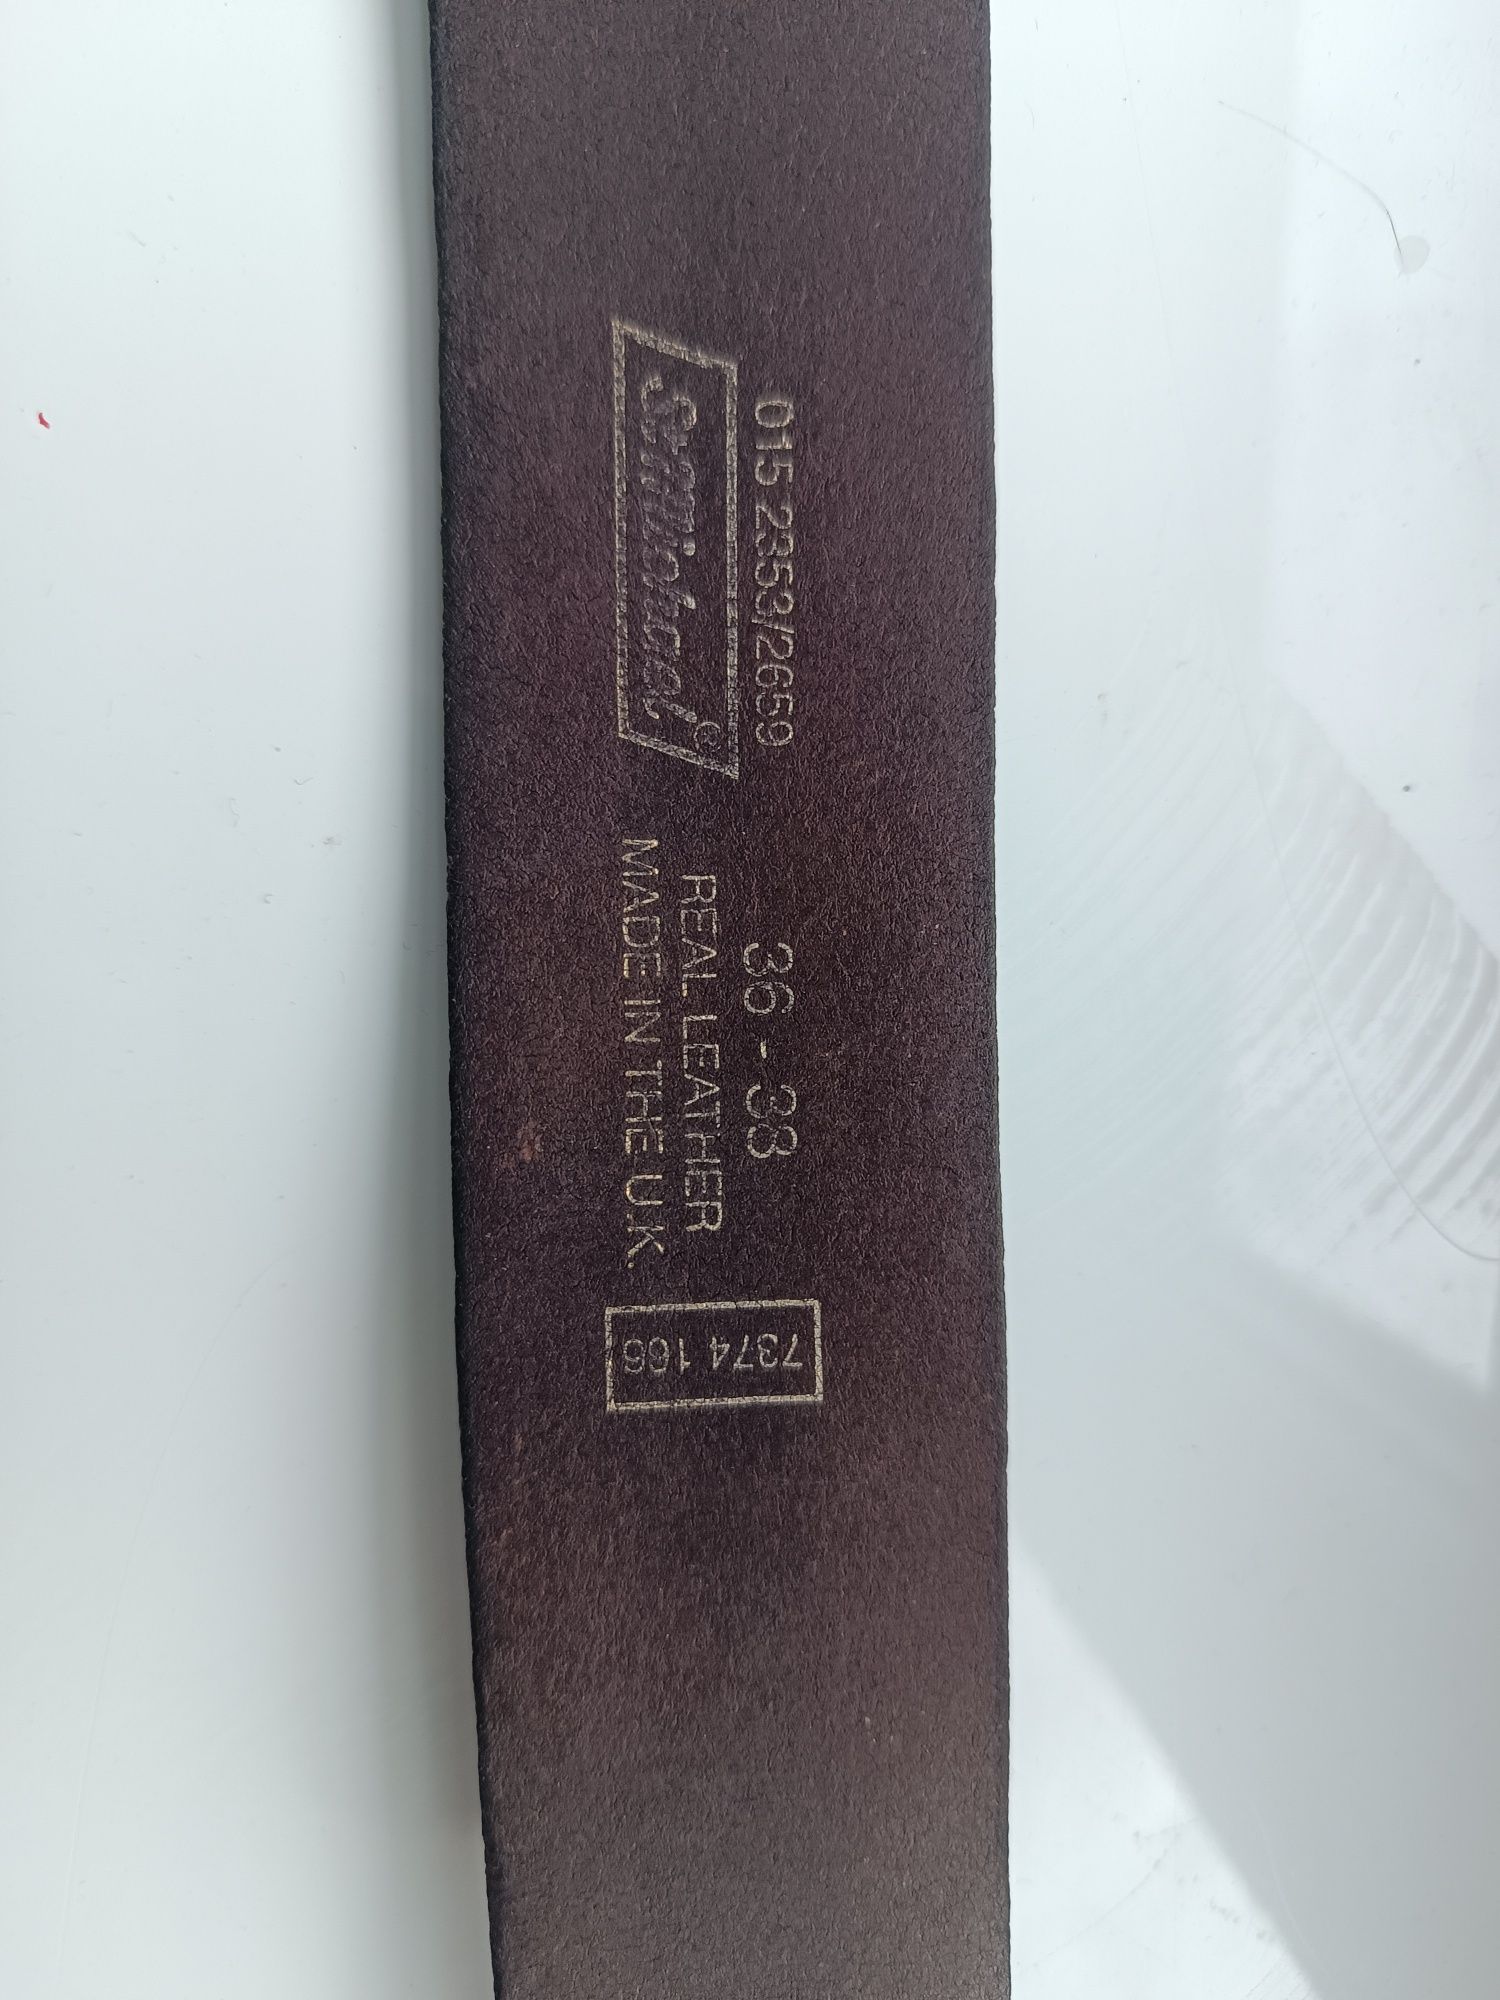 015 2353/2659
St Michael®
36 - 38
REAL LEATHER
MADE IN THE U.K.
7374 166